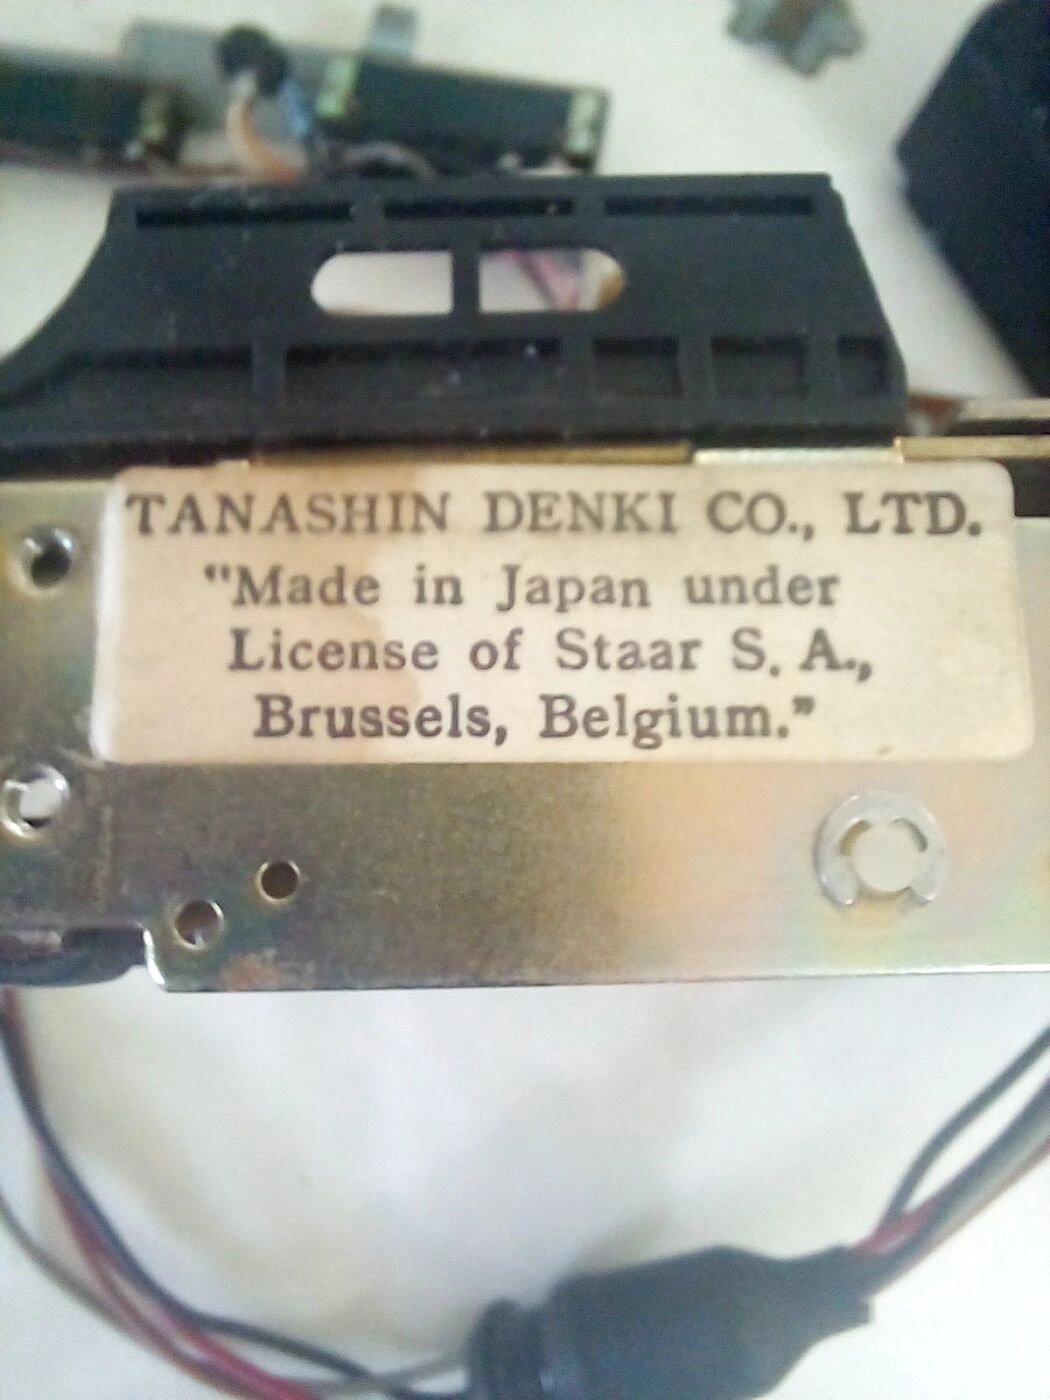 TANASHIN DENKI CO., LTD.
“Made in Japan under
License of Staar S. A.,
Brussels, Belgium.”